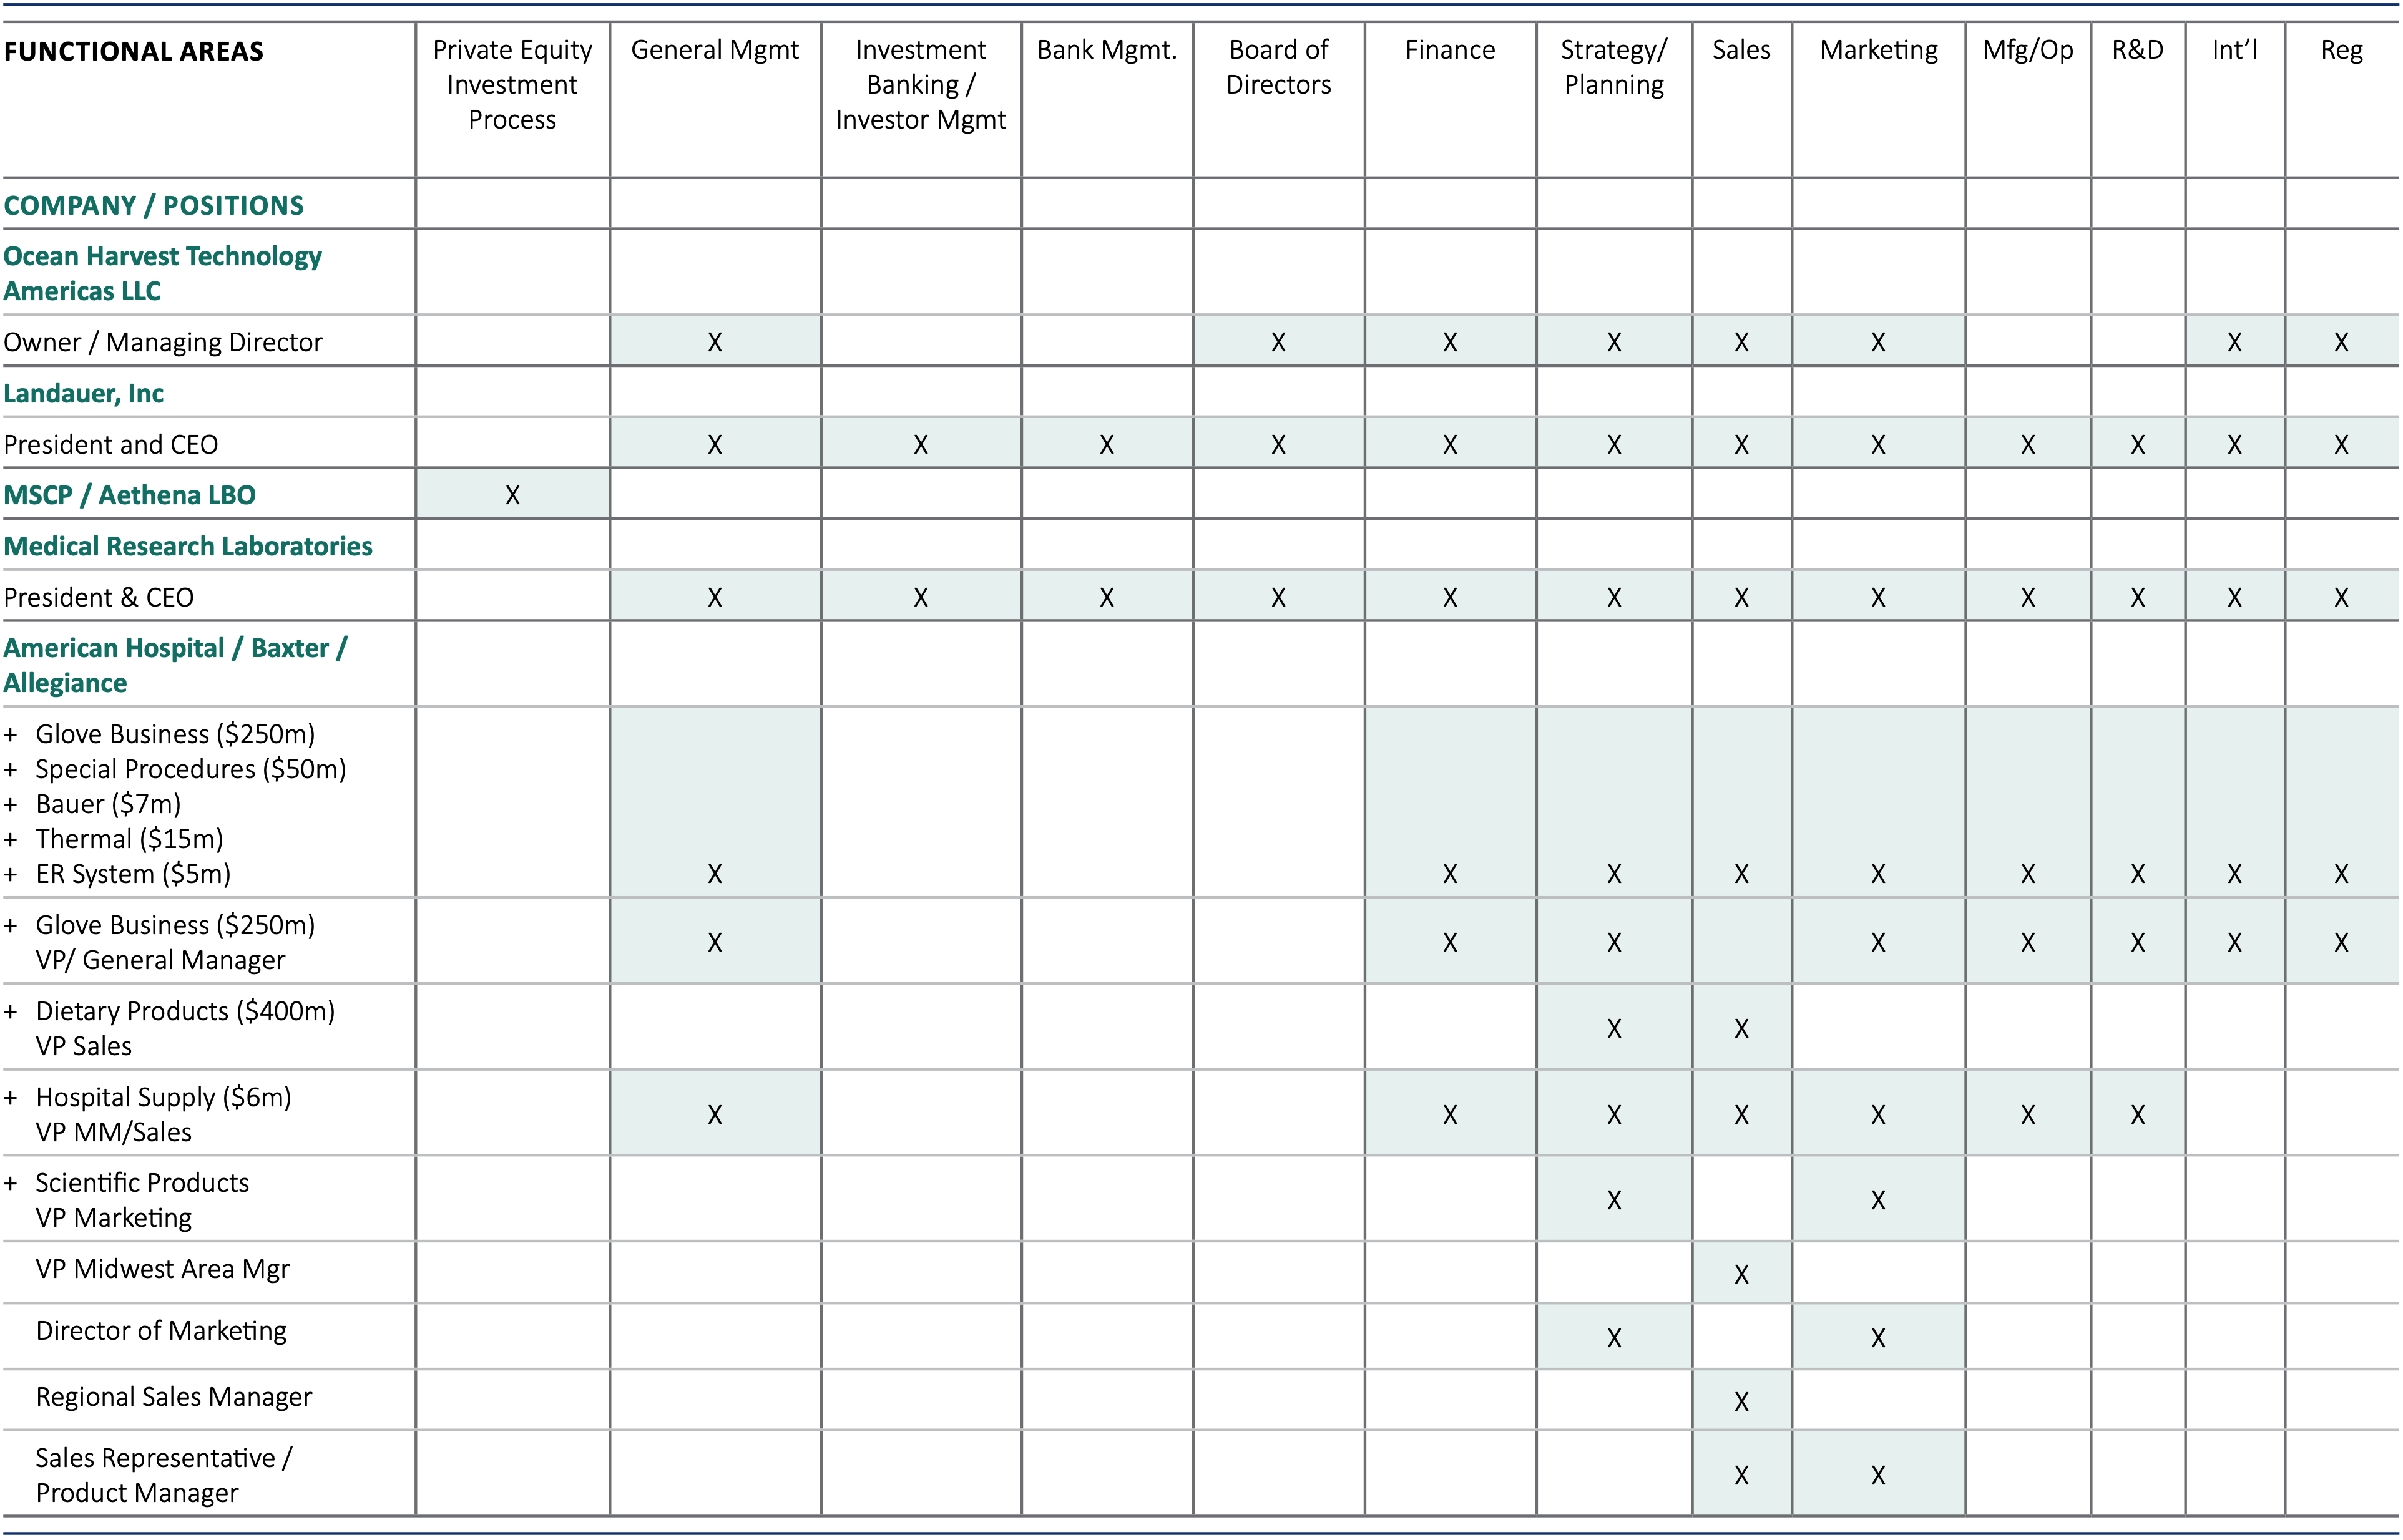 FUNCTIONAL AREAS
Private Equity
Investment
Process
General Mgmt
Investment
Banking /
Investor Mgmt
Bank Mgmt.
Board of
Directors
Finance
Strategy/
Planning
Sales
Marketing
Mfg/Op
R&D
Int’l
Reg
COMPANY / POSITIONS
Ocean Harvest Technology
Americas LLC
Owner / Managing Director X X X X X X X X
Landauer, Inc
President and CEO X X X X X X X X X X X X
MSCP / Aethena LBO X
Medical Research Laboratories
President & CEO X X X X X X X X X X X X
American Hospital / Baxter /
Allegiance
+ Glove Business ($250m)
+ Special Procedures ($50m)
+ Bauer ($7m)
+ Thermal ($15m)
+ ER System ($5m) X X X X X X X X X
+ Glove Business ($250m)
VP/ General Manager X X X X X X X X
+ Dietary Products ($400m)
VP Sales X X
+ Hospital Supply ($6m)
VP MM/Sales X X X X X X X
+ Scientific Products
VP Marketing X X
VP Midwest Area Mgr X
Director of Marketing X X
Regional Sales Manager X
Sales Representative /
Product Manager X X